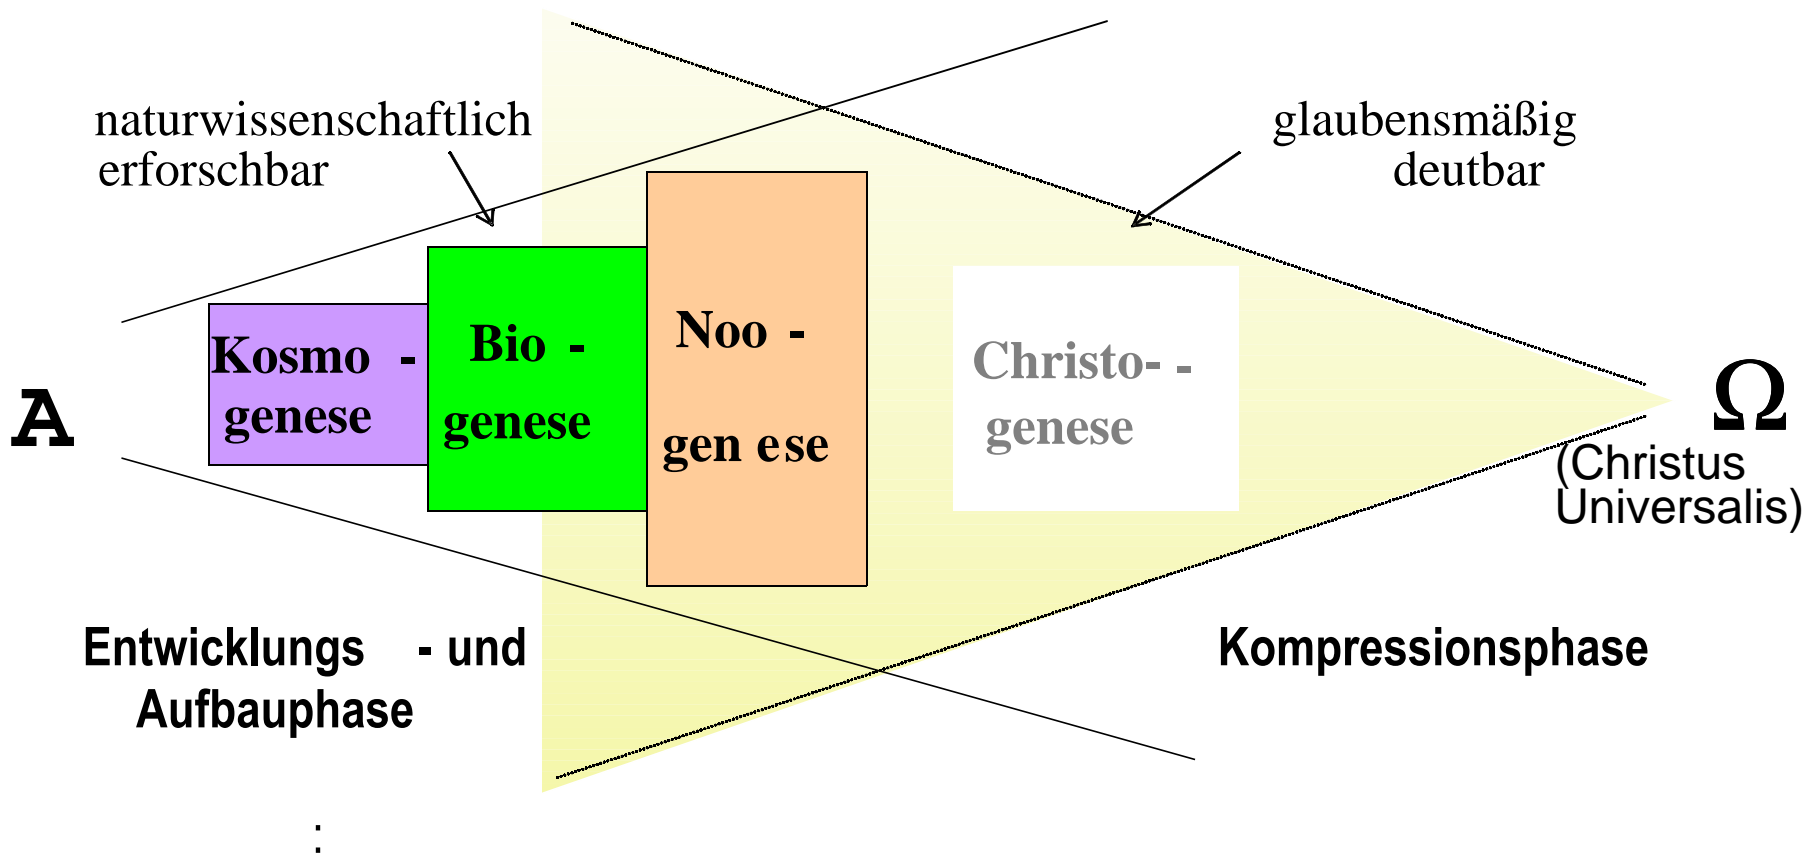 naturwissenschaftlich
erforschbar
glaubensmäßig
deutbar
A
Kosmo -
genese
Bio -
genese
Noo -
gen ese
Christo- -
genese
Ω
(Christus
Universalis)
Entwicklungs - und
Aufbauphase
Kompressionsphase
: